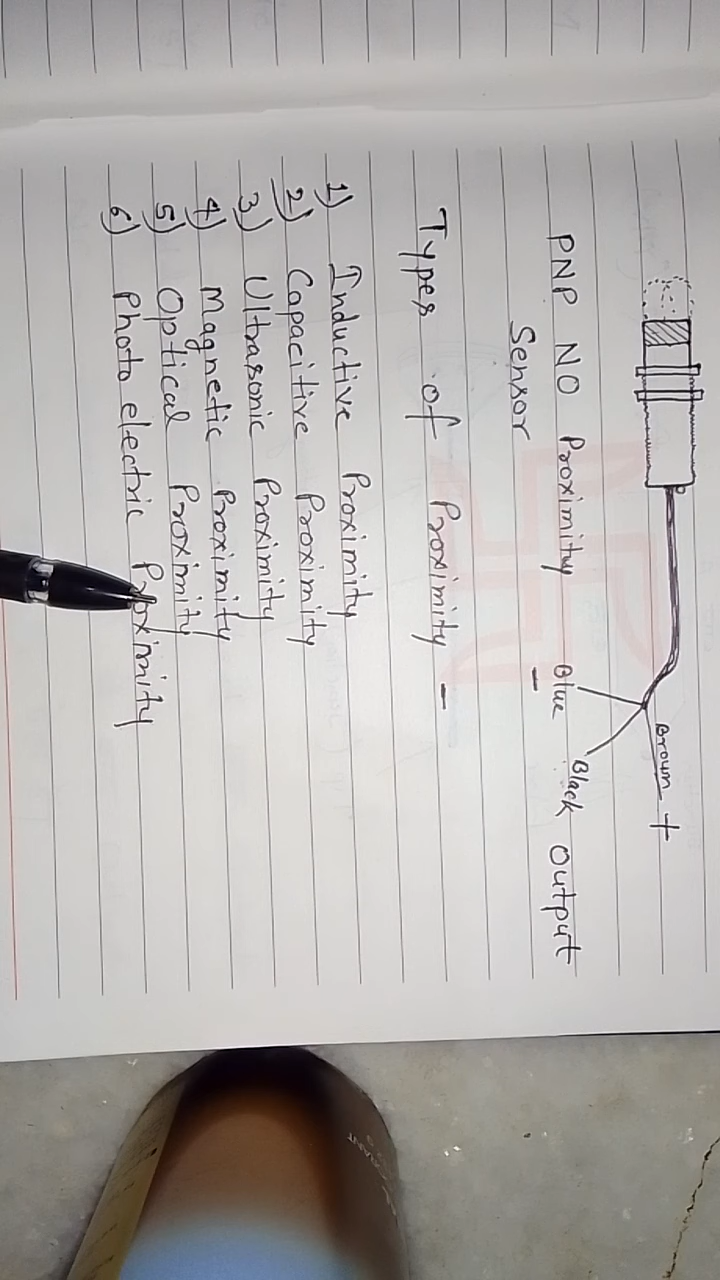 Brown +
Black output
Blue -
PNP NO Proximity
Sensor
Types of Proximity -
1) Inductive Proximity
2) Capacitive Proximity
3) Ultrasonic Proximity
4) Magnetic Proximity
5) Optical Proximity
6) Photo electric Proximity